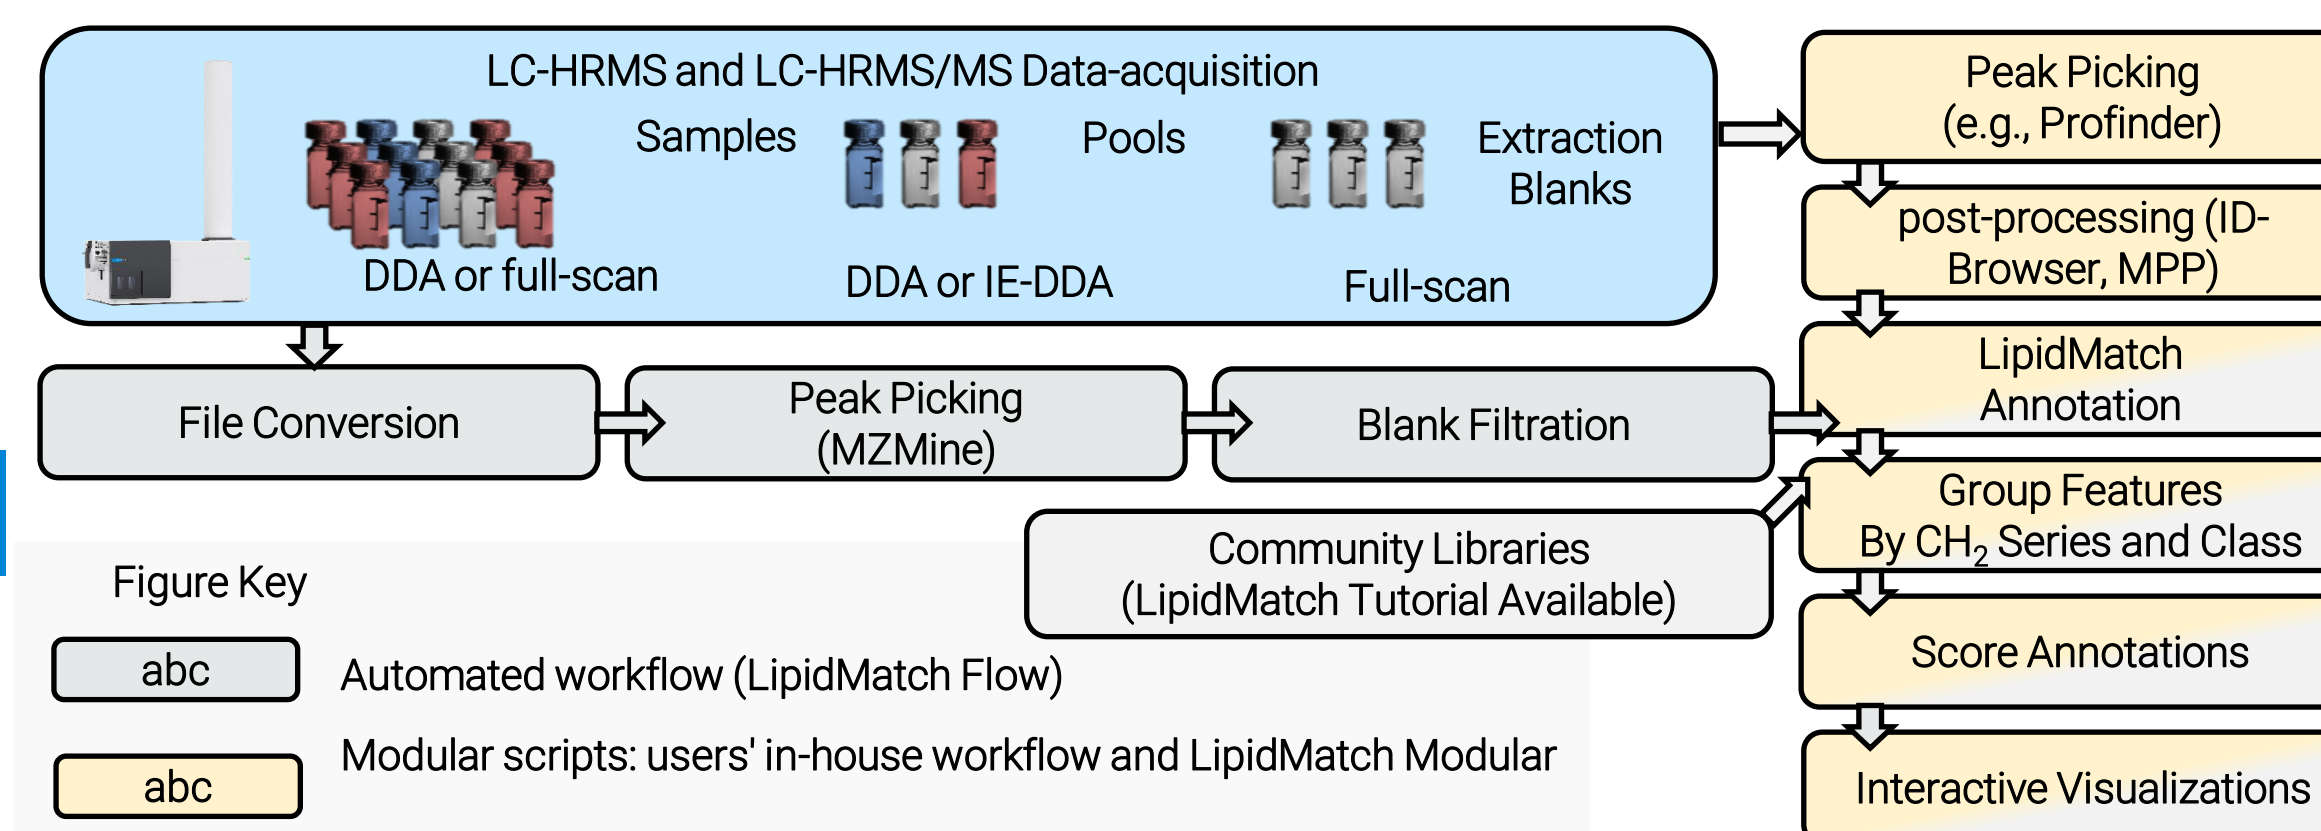 LC-HRMS and LC-HRMS/MS Data-acquisition
Samples
Pools
Extraction
Blanks
DDA or full-scan
DDA or IE-DDA
Full-scan
Peak Picking
(e.g., Profinder)
post-processing (ID-
Browser, MPP)
LipidMatch
Annotation
File Conversion
Peak Picking
(MZMine)
Blank Filtration
Group Features
By CH₂ Series and Class
Community Libraries
(LipidMatch Tutorial Available)
Score Annotations
Interactive Visualizations
Figure Key
abc
Automated workflow (LipidMatch Flow)
abc
Modular scripts: users' in-house workflow and LipidMatch Modular